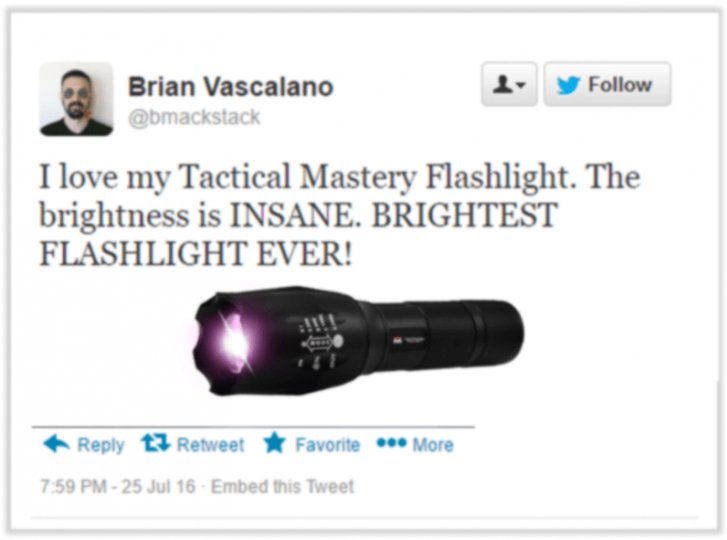 Brian Vascalano
@bmackstack
Follow
I love my Tactical Mastery Flashlight. The
brightness is INSANE. BRIGHTEST
FLASHLIGHT EVER!
Reply Retweet Favorite More
7:59 PM - 25 Jul 16 · Embed this Tweet